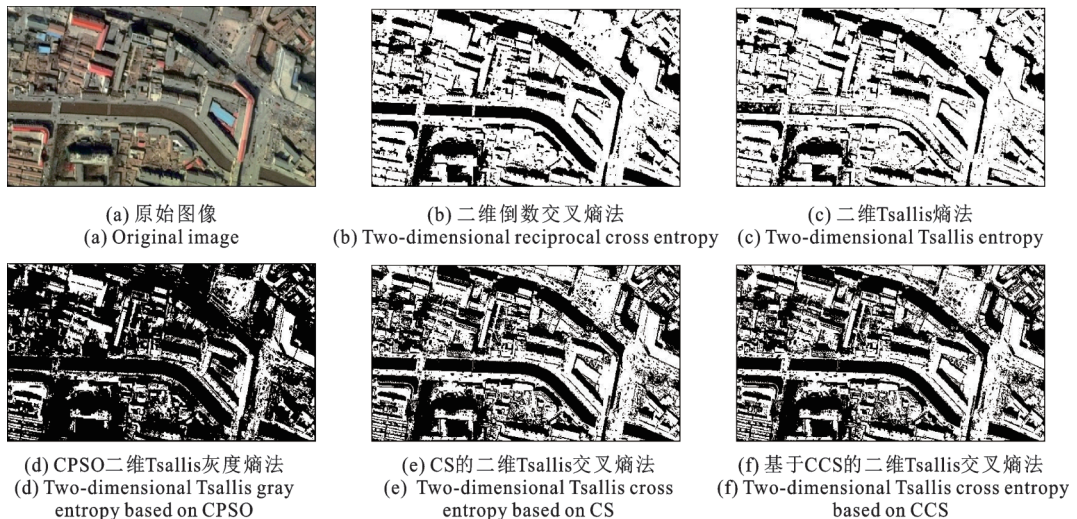 (a) 原始图像
(a) Original image
(b) 二维倒数交叉熵法
(b) Two-dimensional reciprocal cross entropy
(c) 二维Tsallis熵法
(c) Two-dimensional Tsallis entropy
(d) CPSO二维Tsallis灰度熵法
(d) Two-dimensional Tsallis gray
entropy based on CPSO
(e) CS的二维Tsallis交叉熵法
(e) Two-dimensional Tsallis cross
entropy based on CS
(f) 基于CCS的二维Tsallis交叉熵法
(f) Two-dimensional Tsallis cross entropy
based on CCS